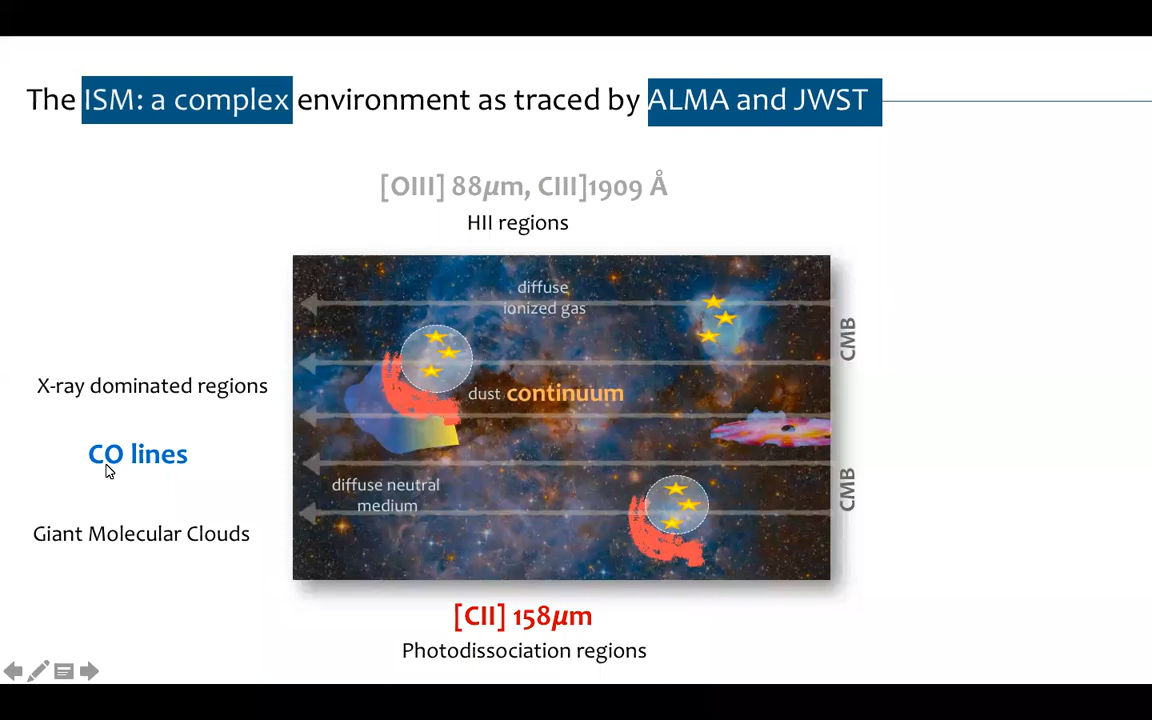 The ISM: a complex environment as traced by ALMA and JWST
[OIII] 88μm, CIII]1909 Å
HII regions
diffuse
ionized gas
CMB
X-ray dominated regions
dust continuum
CO lines
diffuse neutral
medium
CMB
Giant Molecular Clouds
[CII] 158μm
Photodissociation regions